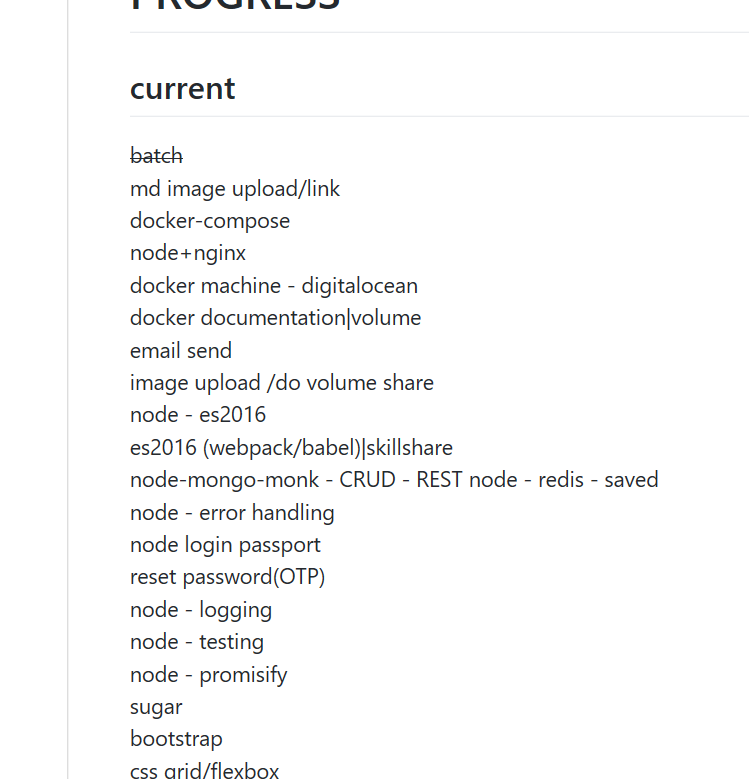 PROGRESS
current
batch
md image upload/link
docker-compose
node+nginx
docker machine - digitalocean
docker documentation|volume
email send
image upload /do volume share
node - es2016
es2016 (webpack/babel)|skillshare
node-mongo-monk - CRUD - REST node - redis - saved
node - error handling
node login passport
reset password(OTP)
node - logging
node - testing
node - promisify
sugar
bootstrap
css grid/flexbox